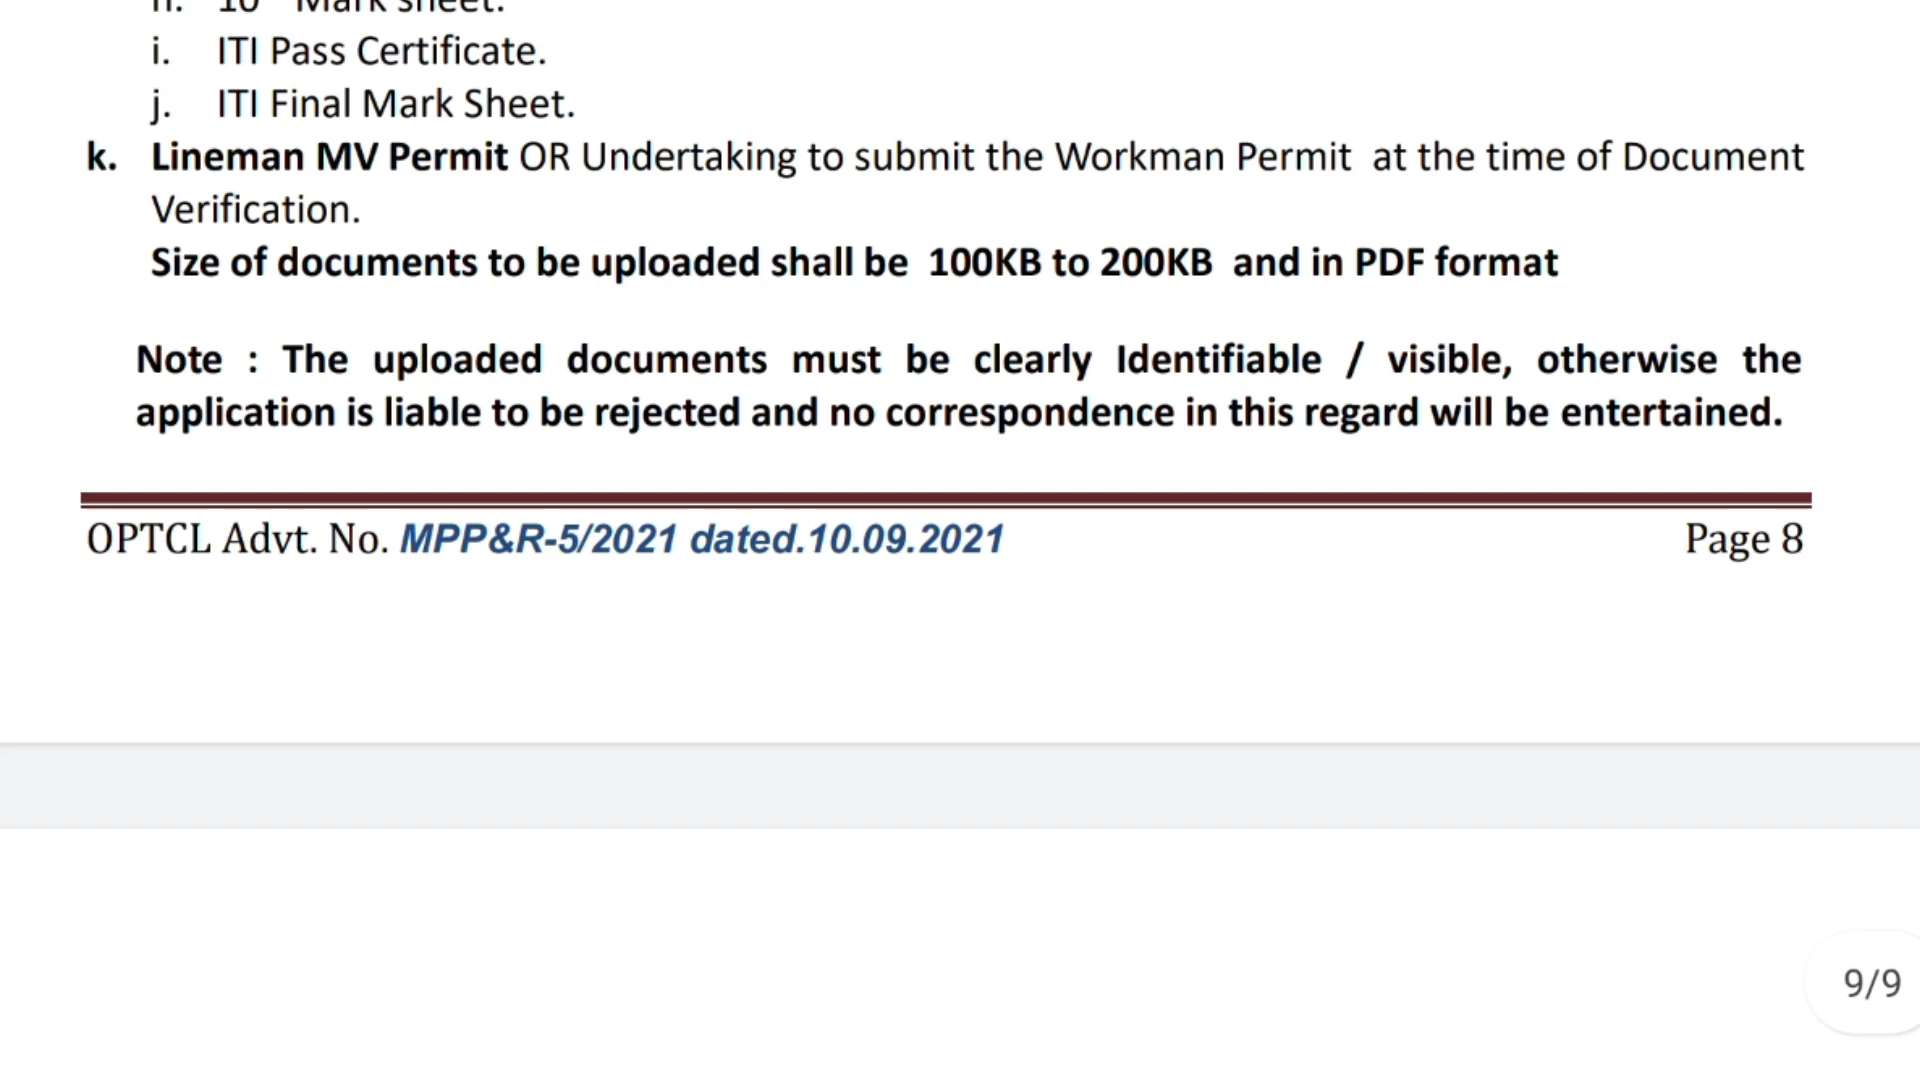 h. 10 Mark sheet.
i. ITI Pass Certificate.
j. ITI Final Mark Sheet.
k. Lineman MV Permit OR Undertaking to submit the Workman Permit at the time of Document
Verification.
Size of documents to be uploaded shall be 100KB to 200KB and in PDF format
Note : The uploaded documents must be clearly Identifiable / visible, otherwise the
application is liable to be rejected and no correspondence in this regard will be entertained.
OPTCL Advt. No. MPP&R-5/2021 dated.10.09.2021 Page 8
9/9